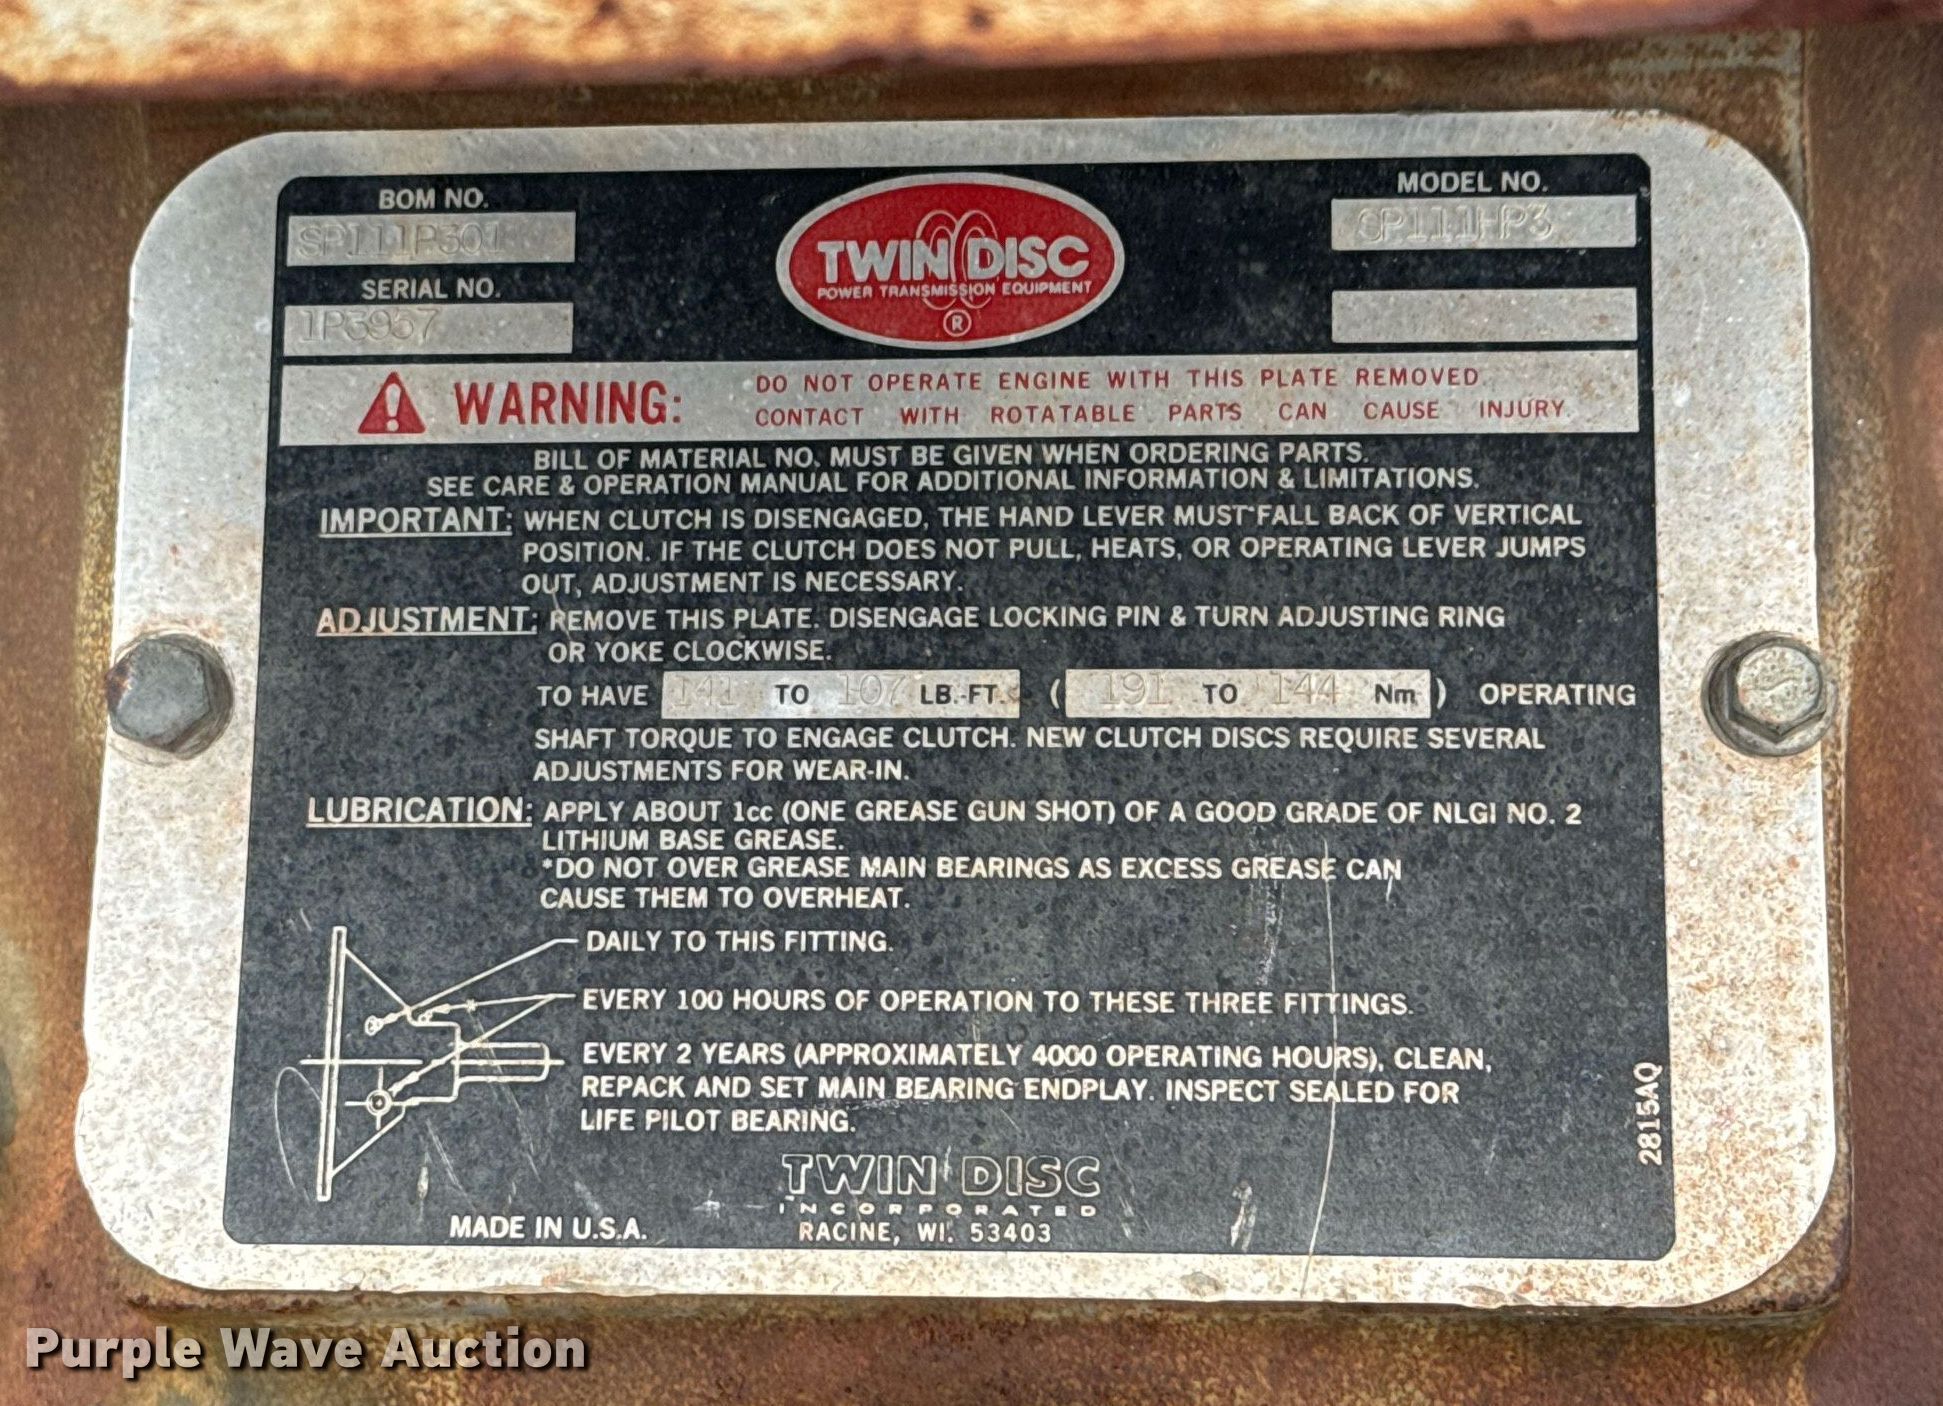 BOM NO.
SP111P301
SERIAL NO.
1P3937
TWIN DISC
POWER TRANSMISSION EQUIPMENT
®
MODEL NO.
SP111HP3
WARNING: DO NOT OPERATE ENGINE WITH THIS PLATE REMOVED.
CONTACT WITH ROTATABLE PARTS CAN CAUSE INJURY.
BILL OF MATERIAL NO. MUST BE GIVEN WHEN ORDERING PARTS.
SEE CARE & OPERATION MANUAL FOR ADDITIONAL INFORMATION & LIMITATIONS.
IMPORTANT: WHEN CLUTCH IS DISENGAGED, THE HAND LEVER MUST FALL BACK OF VERTICAL
POSITION. IF THE CLUTCH DOES NOT PULL, HEATS, OR OPERATING LEVER JUMPS
OUT, ADJUSTMENT IS NECESSARY.
ADJUSTMENT: REMOVE THIS PLATE. DISENGAGE LOCKING PIN & TURN ADJUSTING RING
OR YOKE CLOCKWISE.
TO HAVE 141 TO 107 LB.-FT. ( 191 TO 144 Nm ) OPERATING
SHAFT TORQUE TO ENGAGE CLUTCH. NEW CLUTCH DISCS REQUIRE SEVERAL
ADJUSTMENTS FOR WEAR-IN.
LUBRICATION: APPLY ABOUT 1cc (ONE GREASE GUN SHOT) OF A GOOD GRADE OF NLGI NO. 2
LITHIUM BASE GREASE.
*DO NOT OVER GREASE MAIN BEARINGS AS EXCESS GREASE CAN
CAUSE THEM TO OVERHEAT.
DAILY TO THIS FITTING.
EVERY 100 HOURS OF OPERATION TO THESE THREE FITTINGS.
EVERY 2 YEARS (APPROXIMATELY 4000 OPERATING HOURS), CLEAN,
REPACK AND SET MAIN BEARING ENDPLAY. INSPECT SEALED FOR
LIFE PILOT BEARING.
2815AQ
TWIN DISC
INCORPORATED
MADE IN U.S.A.
RACINE, WI. 53403
Purple Wave Auction